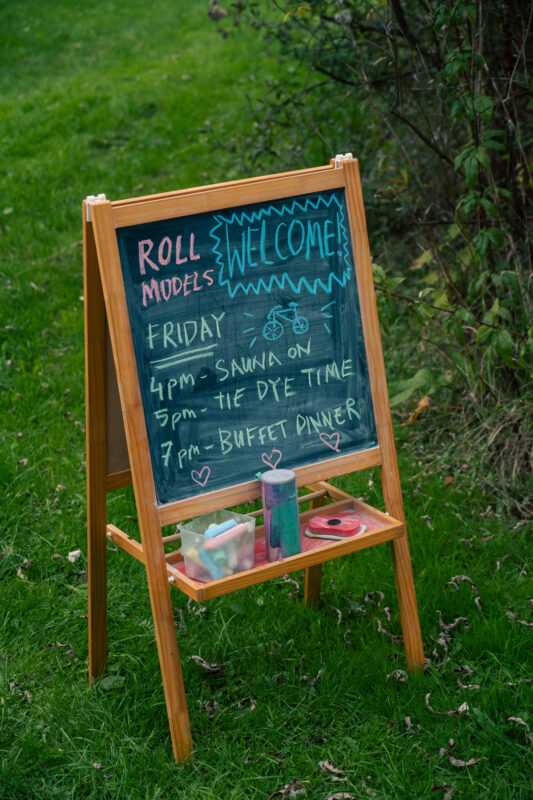 ROLL
MODELS
WELCOME!
FRIDAY
4pm - SAUNA ON
5pm - TIE DYE TIME
7pm - BUFFET DINNER